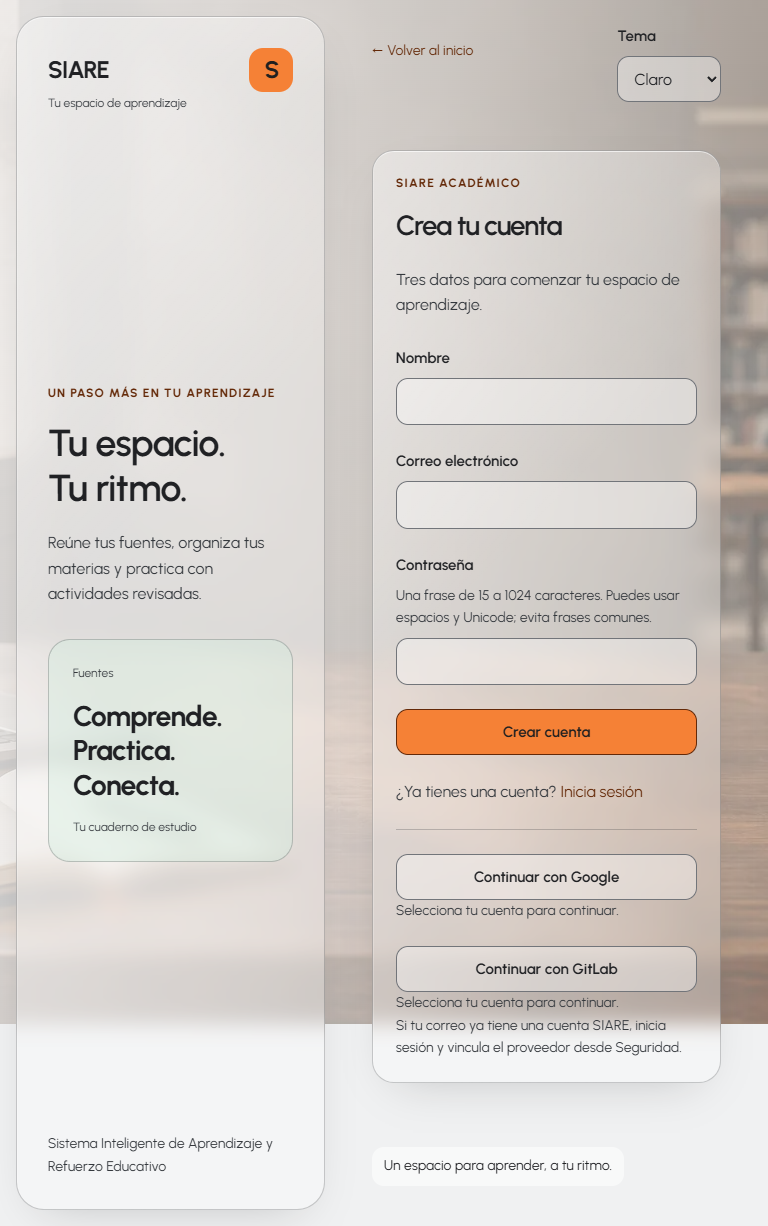 SIARE
S
Tu espacio de aprendizaje
UN PASO MÁS EN TU APRENDIZAJE
Tu espacio.
Tu ritmo.
Reúne tus fuentes, organiza tus
materias y practica con
actividades revisadas.
Fuentes
Comprende.
Practica.
Conecta.
Tu cuaderno de estudio
Sistema Inteligente de Aprendizaje y
Refuerzo Educativo
← Volver al inicio
Tema
Claro
SIARE ACADÉMICO
Crea tu cuenta
Tres datos para comenzar tu espacio de
aprendizaje.
Nombre
Correo electrónico
Contraseña
Una frase de 15 a 1024 caracteres. Puedes usar
espacios y Unicode; evita frases comunes.
Crear cuenta
¿Ya tienes una cuenta? Inicia sesión
Continuar con Google
Selecciona tu cuenta para continuar.
Continuar con GitLab
Selecciona tu cuenta para continuar.
Si tu correo ya tiene una cuenta SIARE, inicia
sesión y vincula el proveedor desde Seguridad.
Un espacio para aprender, a tu ritmo.